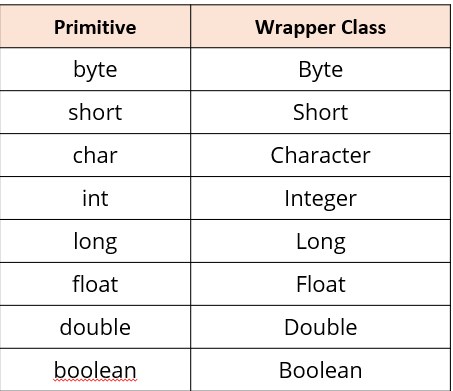 Primitive Wrapper Class
byte Byte
short Short
char Character
int Integer
long Long
float Float
double Double
boolean Boolean